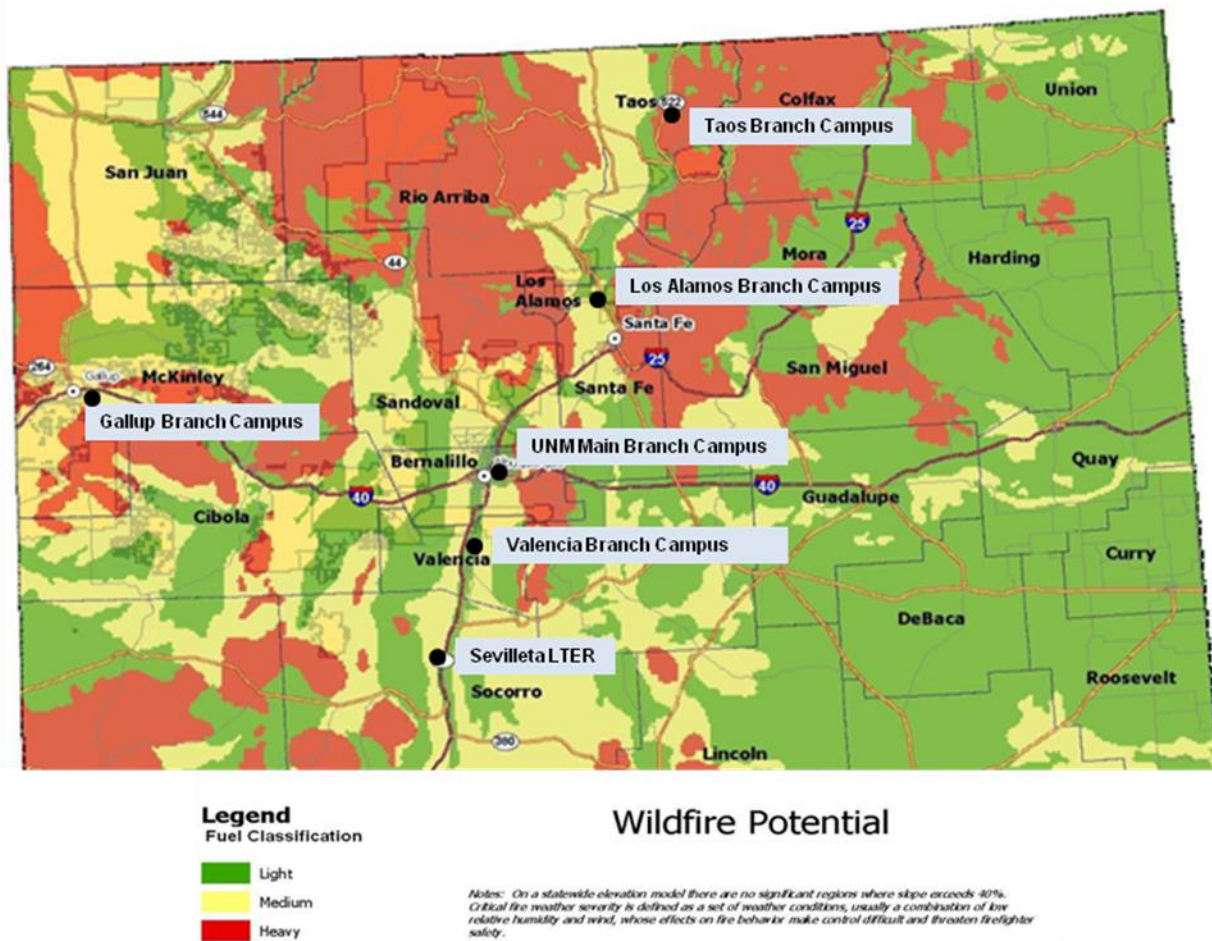 Union
Taos
522
Colfax
Taos Branch Campus
544
San Juan
Rio Arriba
25
Mora
Harding
44
Los
Alamos
Los Alamos Branch Campus
Santa Fe
25
264
Gallup
McKinley
San Miguel
Santa Fe
Sandoval
Gallup Branch Campus
UNM Main Branch Campus
Bernalillo
Quay
40
40
Guadalupe
Cibola
Valencia Branch Campus
Valencia
Curry
DeBaca
Sevilleta LTER
Roosevelt
Socorro
380
Lincoln
Legend
Fuel Classification
Light
Medium
Heavy
Wildfire Potential
Notes: On a statewide elevation model there are no significant regions where slope exceeds 40%.
Critical fire weather severity is defined as a set of weather conditions, usually a combination of low
relative humidity and wind, whose effects on fire behavior make control difficult and threaten firefighter
safety.